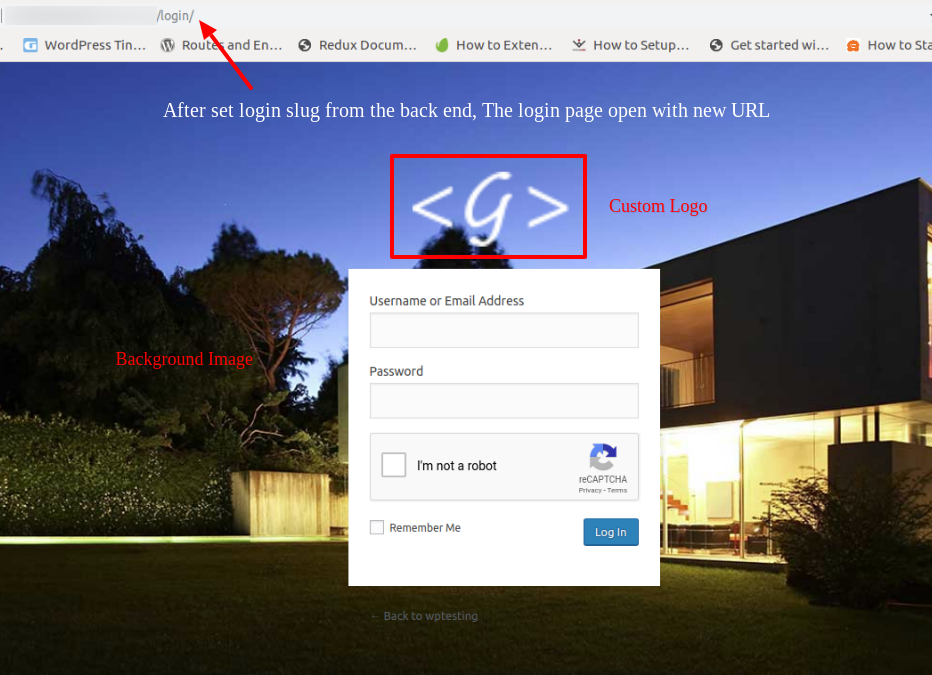 /login/
WordPress Tin... Routes and En... Redux Docum... How to Exten... How to Setup... Get started wi... How to Sta
After set login slug from the back end, The login page open with new URL
<G>
Custom Logo
Username or Email Address
Background Image
Password
I'm not a robot
reCAPTCHA
Privacy - Terms
Remember Me
Log In
← Back to wptesting